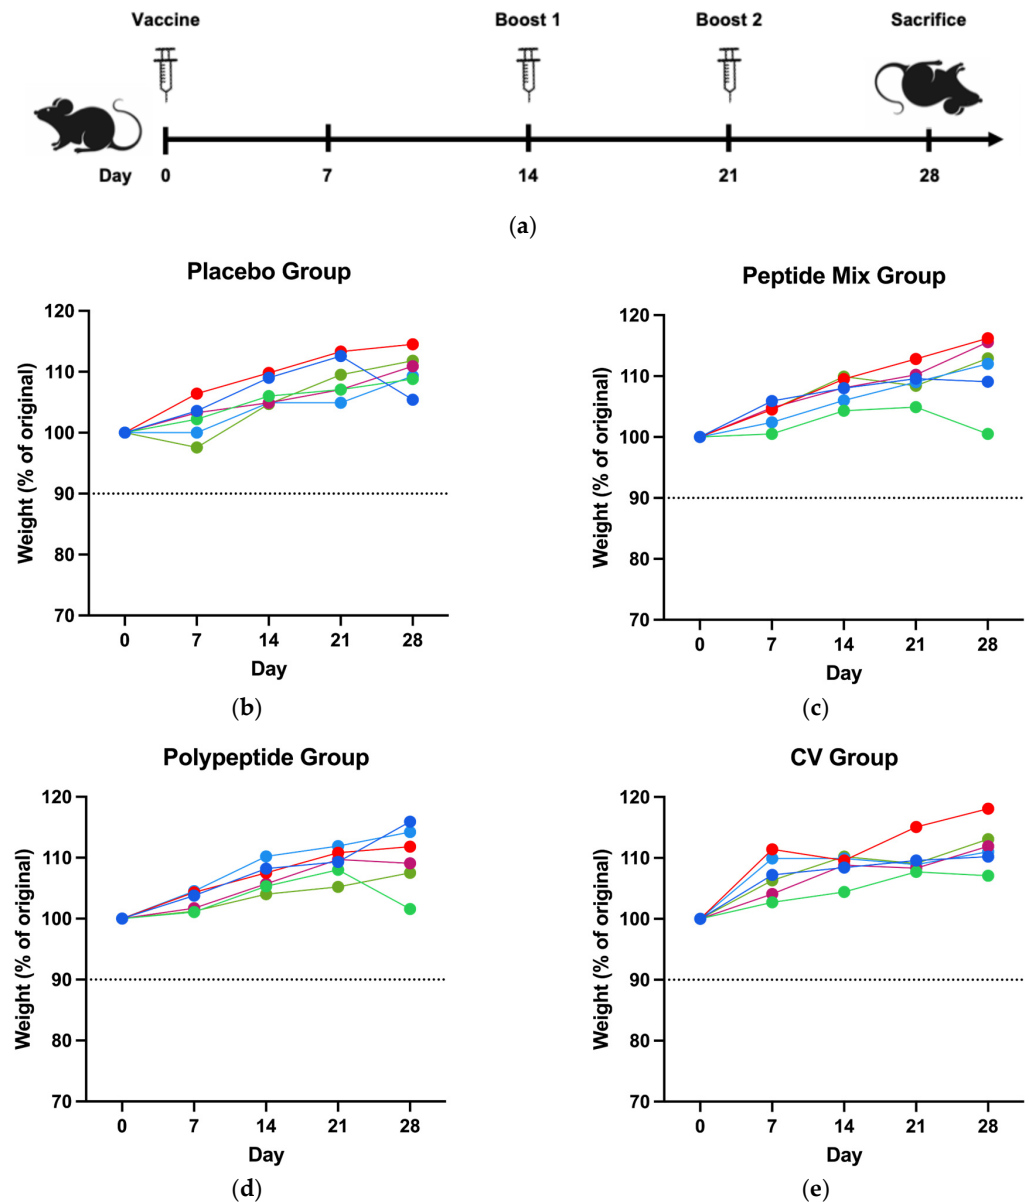 Vaccine Boost 1 Boost 2 Sacrifice
Day 0 7 14 21 28
(a)
Placebo Group
Weight (% of original)
120
110
100
90
80
70
0 7 14 21 28
Day
(b)
Peptide Mix Group
Weight (% of original)
120
110
100
90
80
70
0 7 14 21 28
Day
(c)
Polypeptide Group
Weight (% of original)
120
110
100
90
80
70
0 7 14 21 28
Day
(d)
CV Group
Weight (% of original)
120
110
100
90
80
70
0 7 14 21 28
Day
(e)